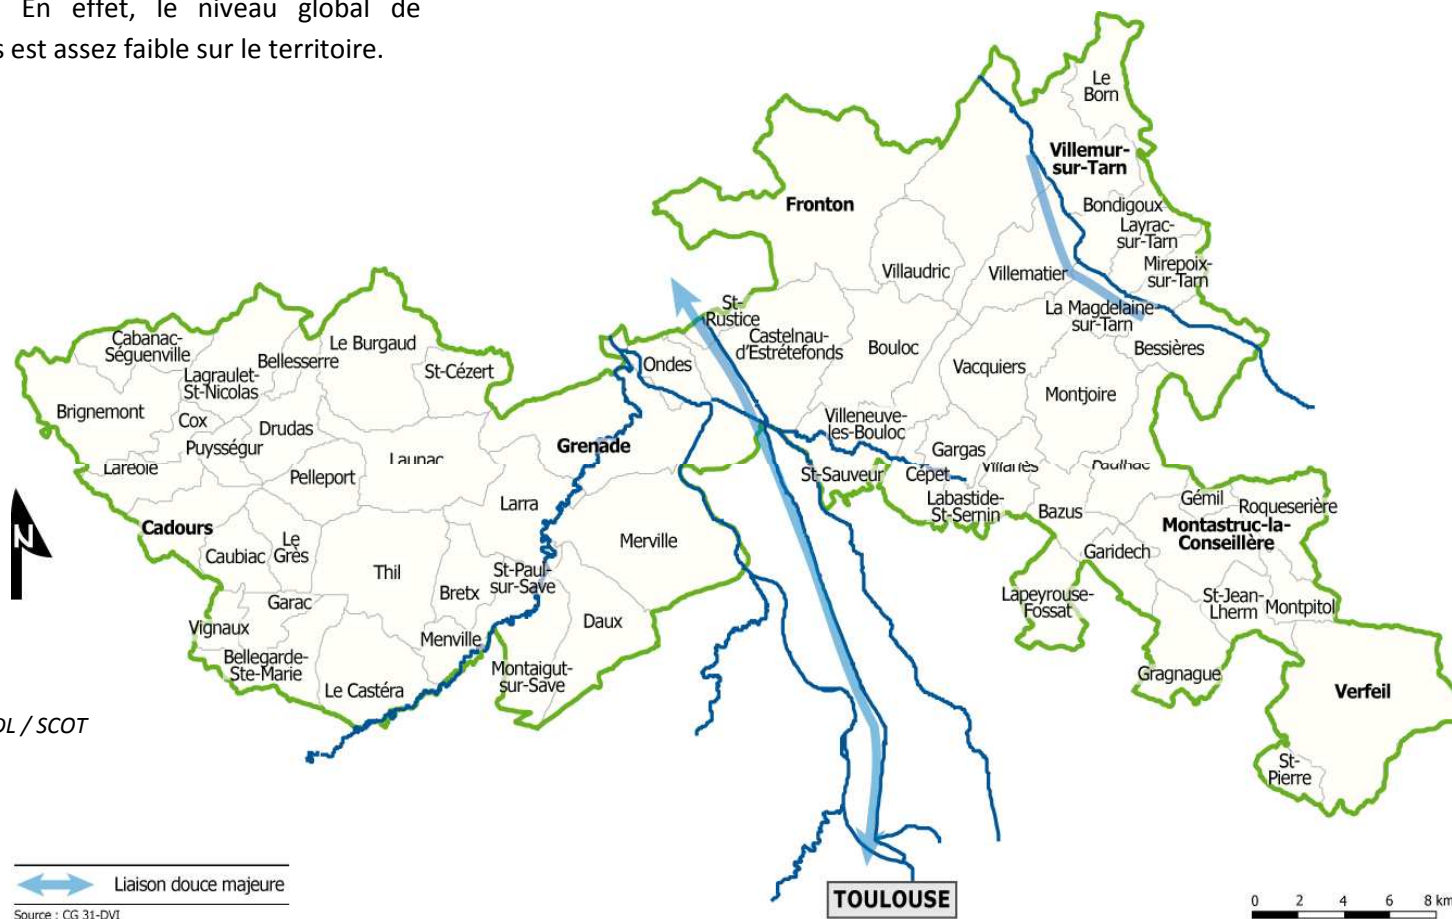 En effet, le niveau global de
est assez faible sur le territoire.
Le
Born
Villemur-
sur-Tarn
Fronton
Bondigoux
Layrac-
sur-Tarn
Villaudric
Villematier
Mirepoix-
sur-Tarn
St-
Rustice
La Magdelaine-
sur-Tarn
Castelnau-
d'Estrétefonds
Bouloc
Bessières
Cabanac-
Séguenville
Le Burgaud
Bellesserre
Ondes
Vacquiers
St-Cézert
Lagraulet-
St-Nicolas
Montjoire
Brignemont
Cox
Drudas
Villeneuve-
les-Bouloc
Puységur
Grenade
Gargas
Laréole
Pelleport
Launac
St-Sauveur
Cépet
Villariès
Paulhac
Larra
Labastide-
St-Sernin
Bazus
Gémil
Roqueserière
Cadours
Montastruc-la-
Conseillère
Caubiac
Le
Grès
Merville
Garidech
Thil
St-Paul-
sur-Save
Bretx
Lapeyrouse-
Fossat
Garac
St-Jean-
Lherm
Montpitol
Vignaux
Daux
Menville
Bellegarde-
Ste-Marie
Montaigut-
sur-Save
Gragnague
Le Castéra
Verfeil
N
/ SCOT
St-
Pierre
Liaison douce majeure
Source : CG 31-DVI
TOULOUSE
0 2 4 6 8 km